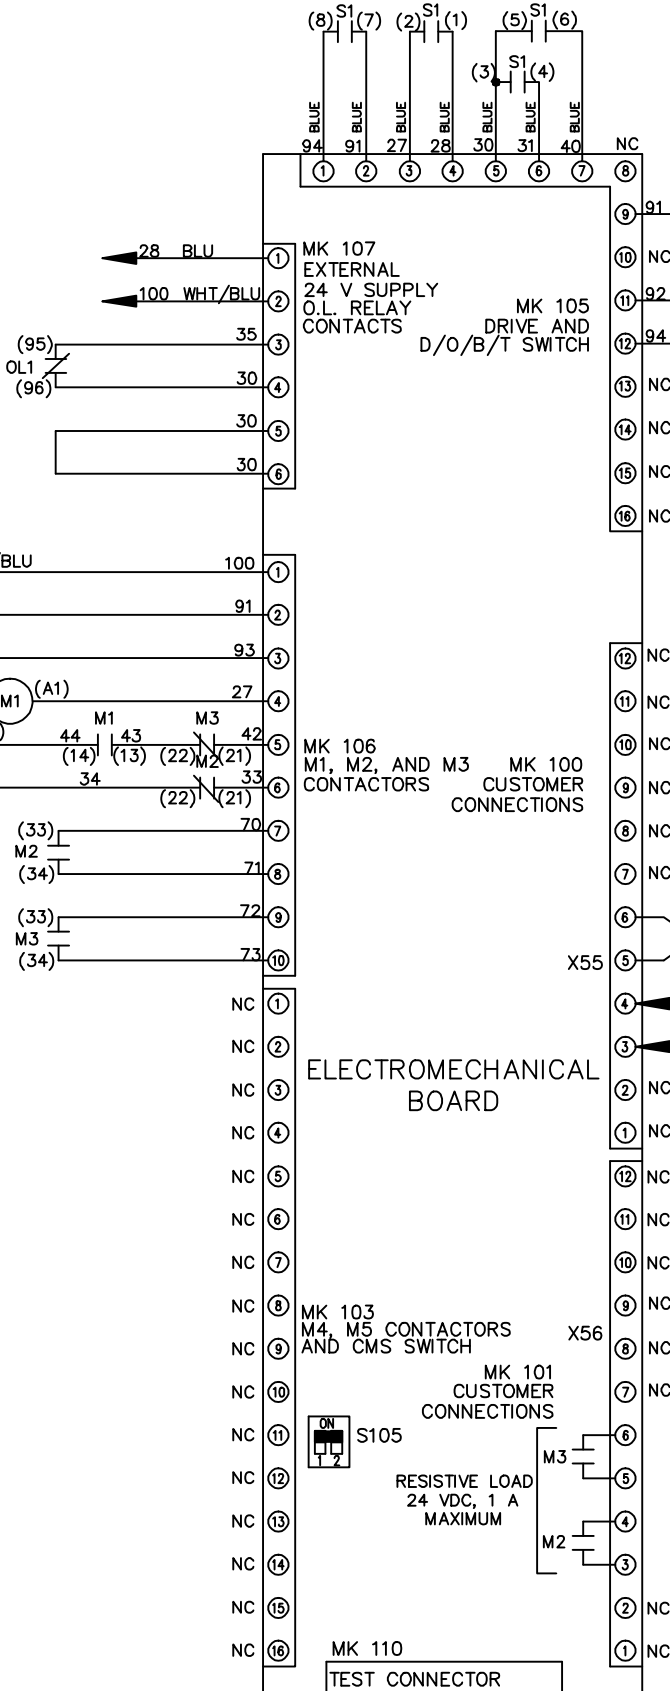 (8) S1 (7) (2) S1 (1) (5) S1 (6)
(3) S1 (4)
BLUE BLUE BLUE BLUE BLUE BLUE BLUE
94 91 27 28 30 31 40 NC
1 2 3 4 5 6 7 8
9 91
28 BLU 1 MK 107 10 NC
EXTERNAL
100 WHT/BLU 2 24 V SUPPLY 11 92
O.L. RELAY MK 105
CONTACTS DRIVE AND
(95) 35 3 D/O/B/T SWITCH 12 94
OL1
(96) 30 4 13 NC
30 5 14 NC
30 6 15 NC
16 NC
/BLU 100 1
91 2
93 3 12 NC
M1 (A1) 27 4 11 NC
44 M1 43 M3 42 5 10 NC
(14) (13) (22) (21)
MK 106 MK 100
M1, M2, AND M3 CUSTOMER
CONTACTORS CONNECTIONS
34 M2 33 6 9 NC
(22) (21)
(33) 70 7 8 NC
M2
(34) 71 8 7 NC
(33) 72 9 6
M3
(34) 73 10 X55 5
NC 1 4
NC 2 3
ELECTROMECHANICAL
BOARD
NC 3 2 NC
NC 4 1 NC
NC 5 12 NC
NC 6 11 NC
NC 7 10 NC
NC 8 9 NC
MK 103
M4, M5 CONTACTORS X56
AND CMS SWITCH
NC 9 8 NC
MK 101
CUSTOMER
CONNECTIONS
NC 10 7 NC
ON
1 2
S105
NC 11 6
M3
NC 12 5
RESISTIVE LOAD
24 VDC, 1 A
MAXIMUM
NC 13 4
M2
NC 14 3
NC 15 2 NC
NC 16 1 NC
MK 110
TEST CONNECTOR